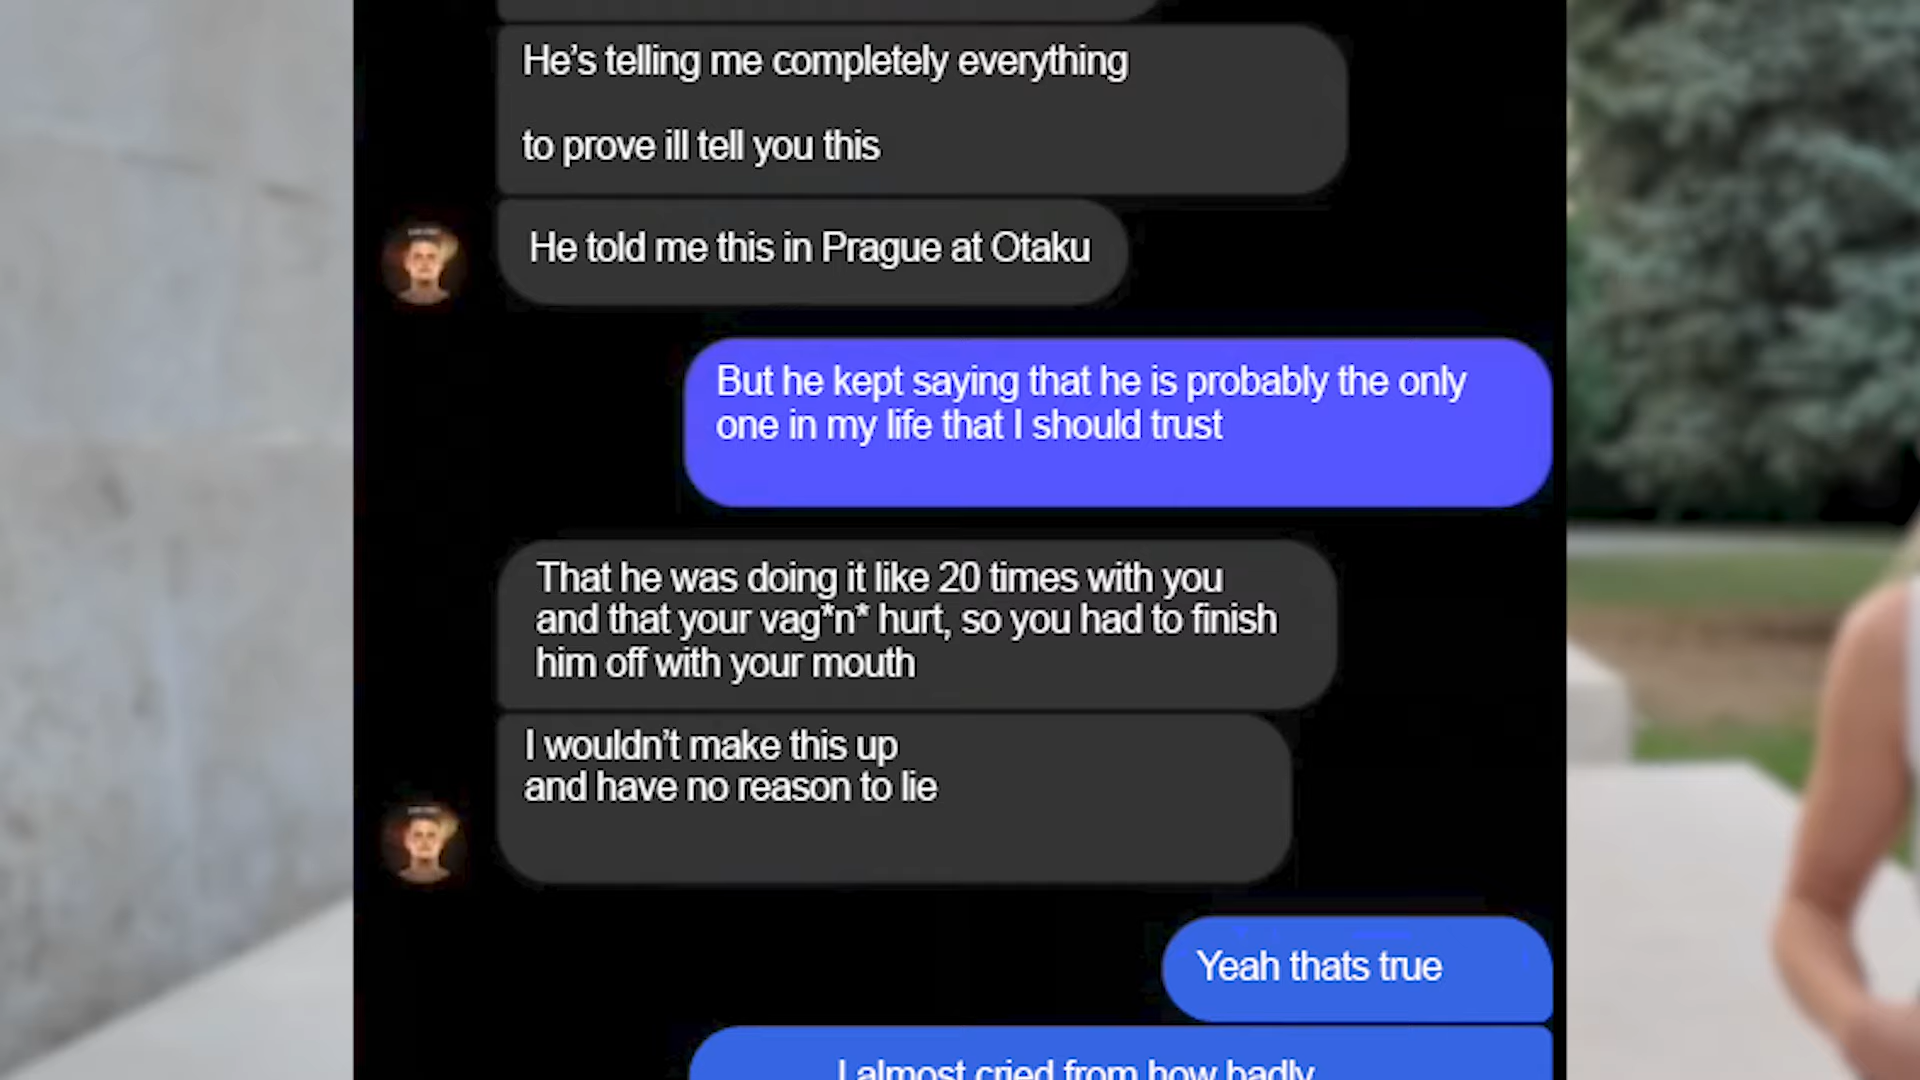 He’s telling me completely everything
to prove ill tell you this
He told me this in Prague at Otaku
But he kept saying that he is probably the only
one in my life that I should trust
That he was doing it like 20 times with you
and that your vag*n* hurt, so you had to finish
him off with your mouth
I wouldn’t make this up
and have no reason to lie
Yeah thats true
I almost cried from how badly